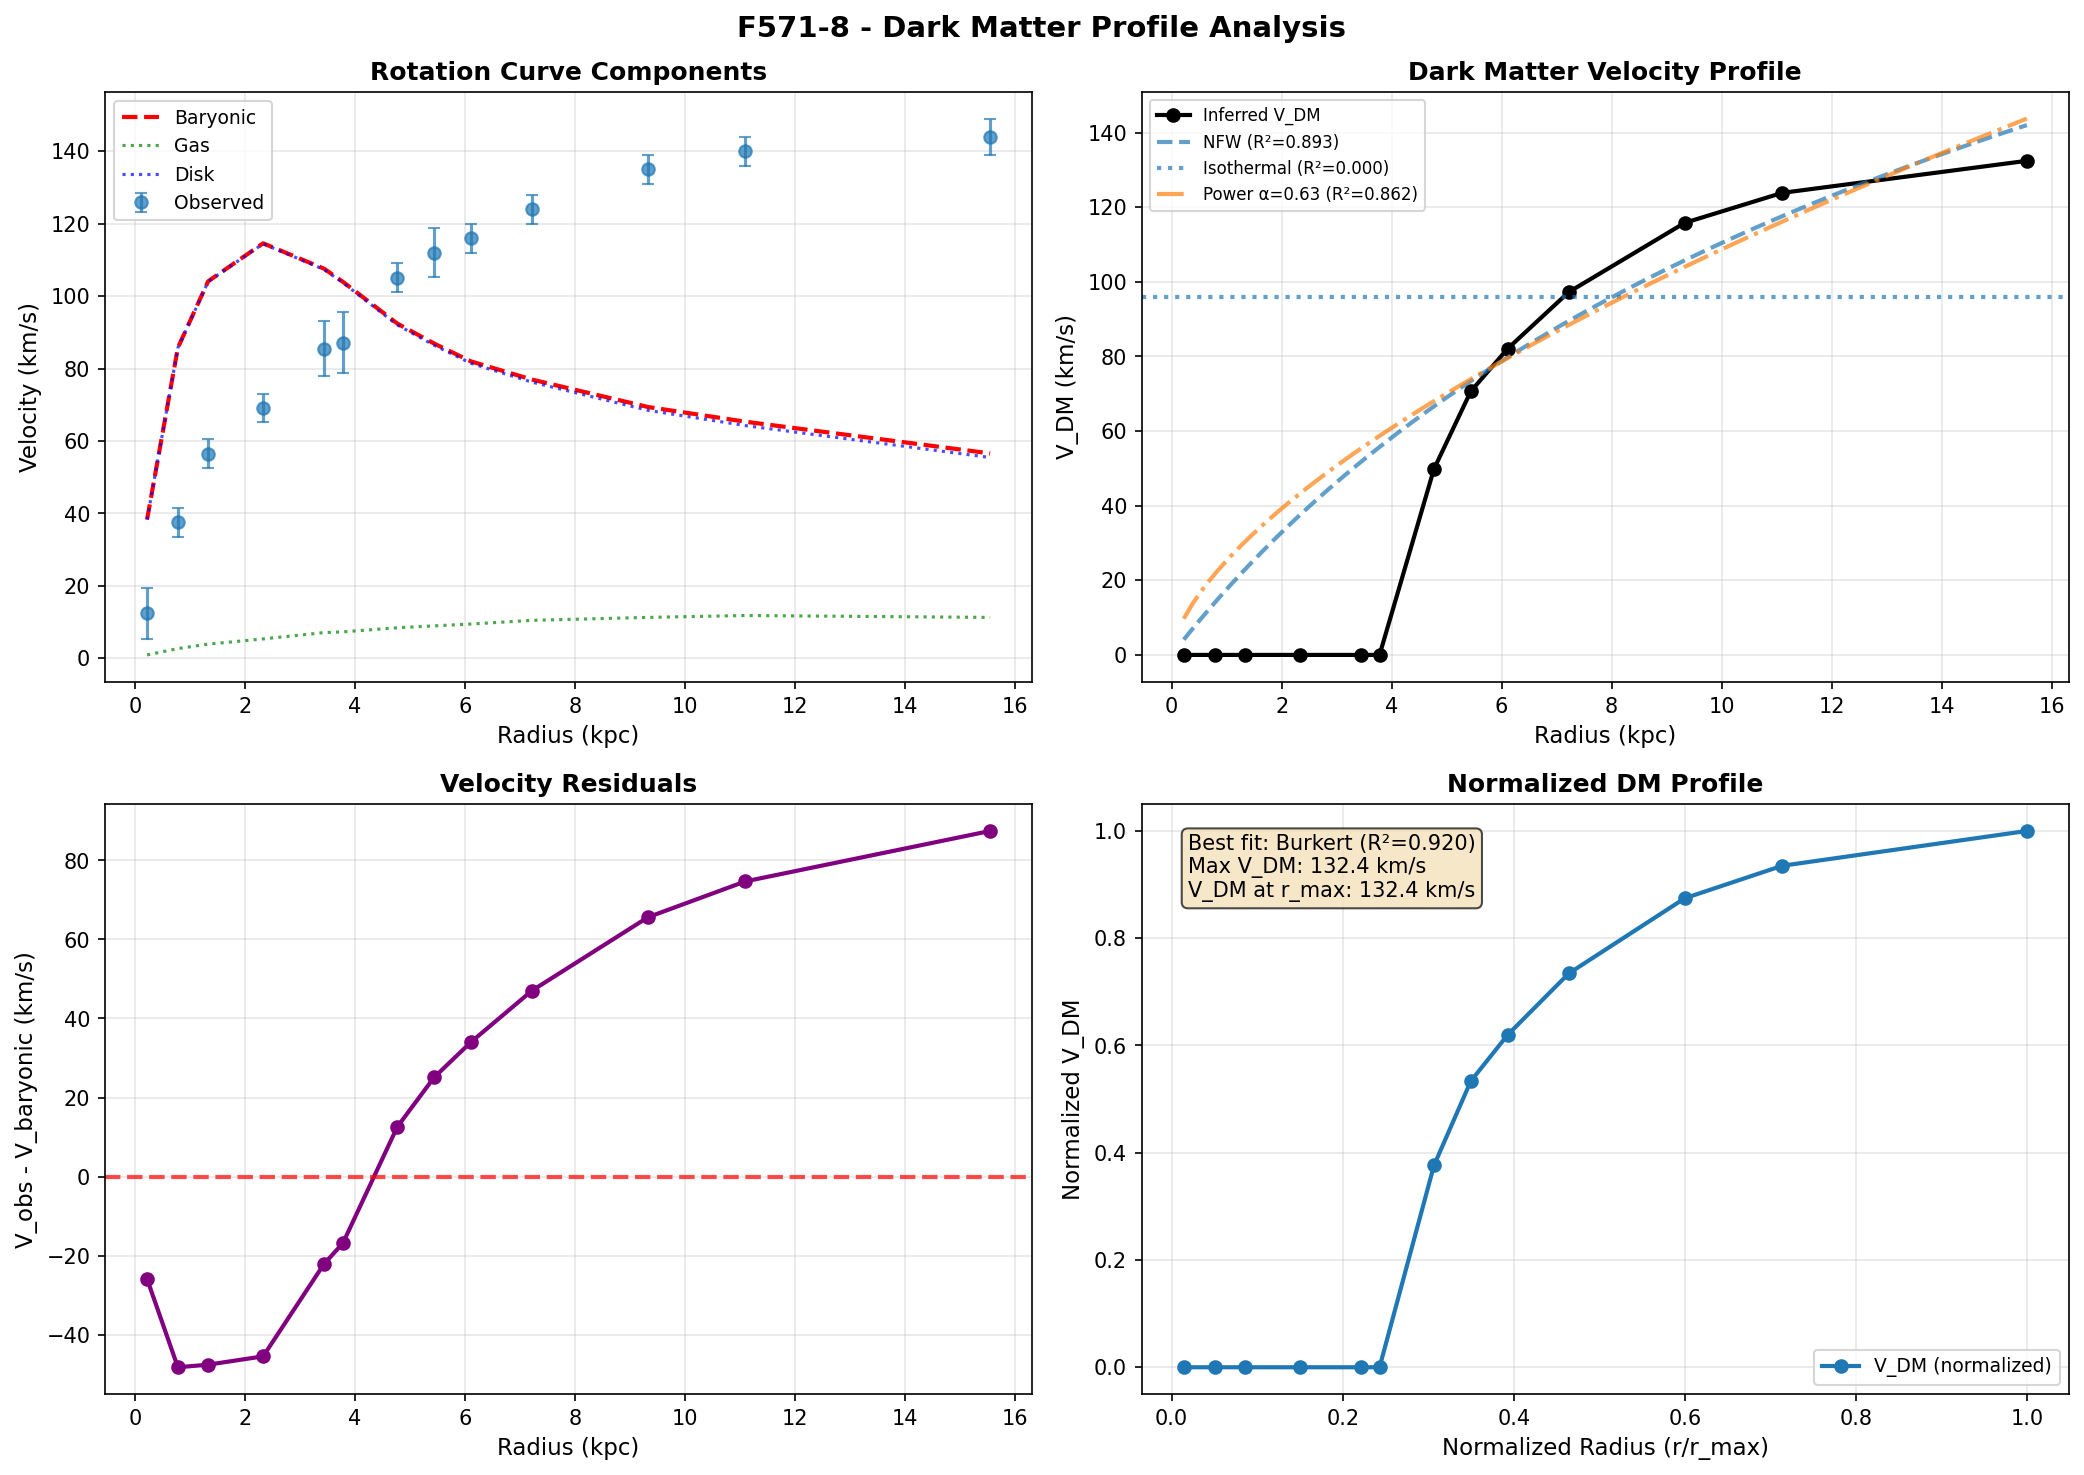 F571-8 - Dark Matter Profile Analysis
Rotation Curve Components
Baryonic
Gas
Disk
Observed
Velocity (km/s)
140
120
100
80
60
40
20
0
0 2 4 6 8 10 12 14 16
Radius (kpc)
Dark Matter Velocity Profile
Inferred V_DM
NFW (R²=0.893)
Isothermal (R²=0.000)
Power α=0.63 (R²=0.862)
V_DM (km/s)
140
120
100
80
60
40
20
0
0 2 4 6 8 10 12 14 16
Radius (kpc)
Velocity Residuals
V_obs - V_baryonic (km/s)
80
60
40
20
0
−20
−40
0 2 4 6 8 10 12 14 16
Radius (kpc)
Normalized DM Profile
Best fit: Burkert (R²=0.920)
Max V_DM: 132.4 km/s
V_DM at r_max: 132.4 km/s
Normalized V_DM
1.0
0.8
0.6
0.4
0.2
0.0
V_DM (normalized)
0.0 0.2 0.4 0.6 0.8 1.0
Normalized Radius (r/r_max)